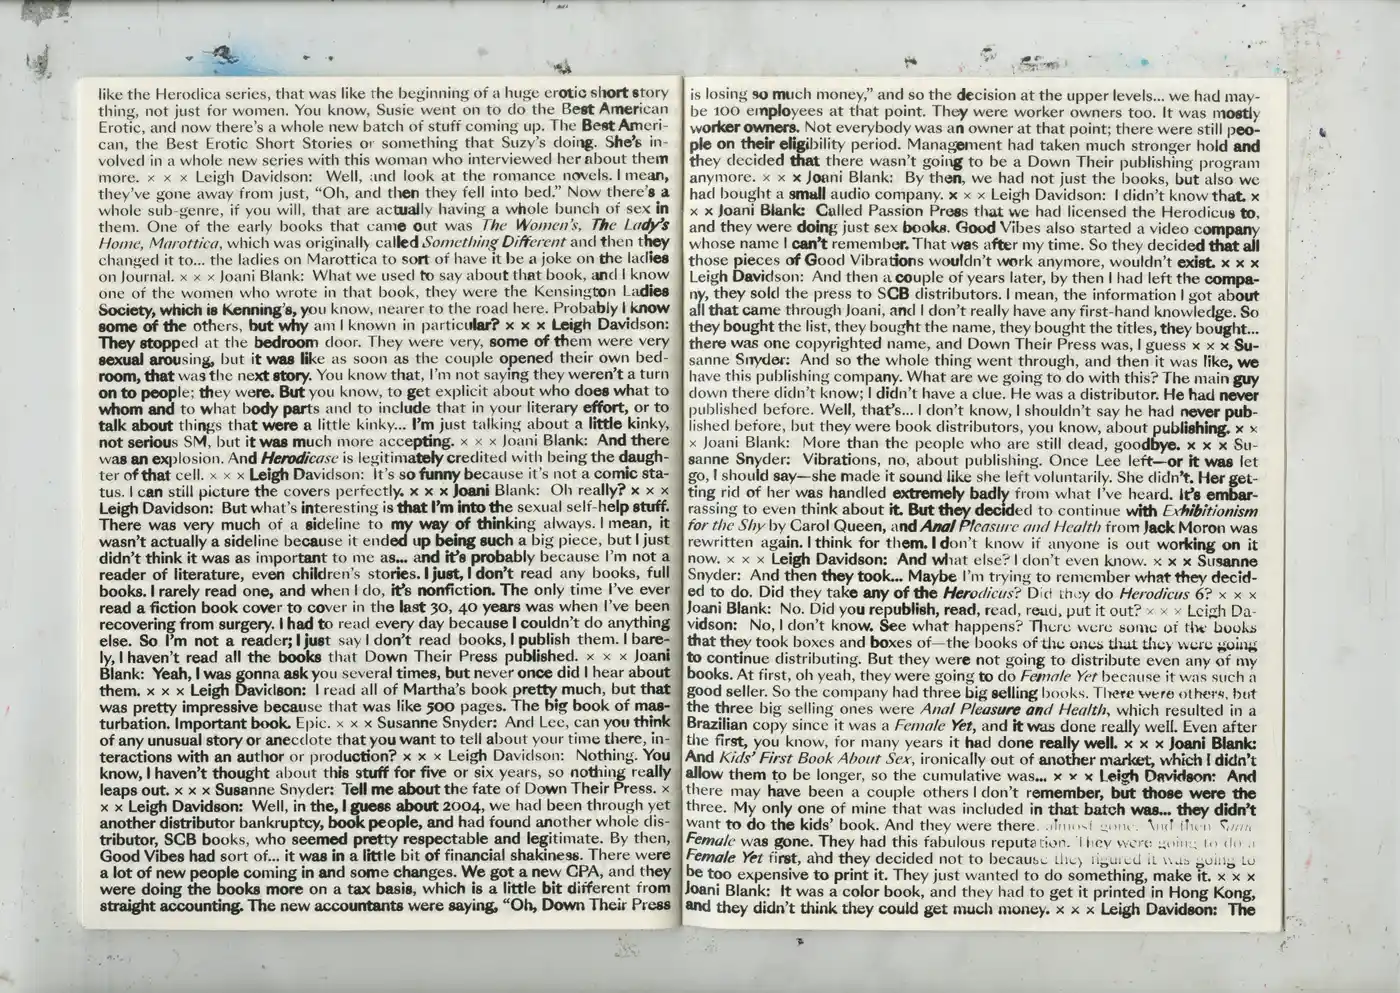 like the Herodica series, that was like the beginning of a huge erotic short story
thing, not just for women. You know, Susie went on to do the Best American
Erotic, and now there's a whole new batch of stuff coming up. The Best Ameri-
can, the Best Erotic Short Stories or something that Suzy's doing. She's in-
volved in a whole new series with this woman who interviewed her about them
more. × × × Leigh Davidson: Well, and look at the romance novels. I mean,
they've gone away from just, “Oh, and then they fell into bed.” Now there's a
whole sub-genre, if you will, that are actually having a whole bunch of sex in
them. One of the early books that came out was The Women's, The Lady's
Home, Marottica, which was originally called Something Different and then they
changed it to... the ladies on Marottica to sort of have it be a joke on the ladies
on Journal. × × × Joani Blank: What we used to say about that book, and I know
one of the women who wrote in that book, they were the Kensington Ladies
Society, which is Kenning's, you know, nearer to the road here. Probably I know
some of the others, but why am I known in particular? × × × Leigh Davidson:
They stopped at the bedroom door. They were very, some of them were very
sexual arousing, but it was like as soon as the couple opened their own bed-
room, that was the next story. You know that, I'm not saying they weren't a turn
on to people; they were. But you know, to get explicit about who does what to
whom and to what body parts and to include that in your literary effort, or to
talk about things that were a little kinky... I'm just talking about a little kinky,
not serious SM, but it was much more accepting. × × × Joani Blank: And there
was an explosion. And Herodicase is legitimately credited with being the daugh-
ter of that cell. × × × Leigh Davidson: It's so funny because it's not a comic sta-
tus. I can still picture the covers perfectly. × × × Joani Blank: Oh really? × × ×
Leigh Davidson: But what's interesting is that I'm into the sexual self-help stuff.
There was very much of a sideline to my way of thinking always. I mean, it
wasn't actually a sideline because it ended up being such a big piece, but I just
didn't think it was as important to me as... and it's probably because I'm not a
reader of literature, even children's stories. I just, I don't read any books, full
books. I rarely read one, and when I do, it's nonfiction. The only time I've ever
read a fiction book cover to cover in the last 30, 40 years was when I've been
recovering from surgery. I had to read every day because I couldn't do anything
else. So I'm not a reader; I just say I don't read books, I publish them. I bare-
ly, I haven't read all the books that Down Their Press published. × × × Joani
Blank: Yeah, I was gonna ask you several times, but never once did I hear about
them. × × × Leigh Davidson: I read all of Martha's book pretty much, but that
was pretty impressive because that was like 500 pages. The big book of mas-
turbation. Important book. Epic. × × × Susanne Snyder: And Lee, can you think
of any unusual story or anecdote that you want to tell about your time there, in-
teractions with an author or production? × × × Leigh Davidson: Nothing. You
know, I haven't thought about this stuff for five or six years, so nothing really
leaps out. × × × Susanne Snyder: Tell me about the fate of Down Their Press. ×
× × Leigh Davidson: Well, in the, I guess about 2004, we had been through yet
another distributor bankruptcy, book people, and had found another whole dis-
tributor, SCB books, who seemed pretty respectable and legitimate. By then,
Good Vibes had sort of... it was in a little bit of financial shakiness. There were
a lot of new people coming in and some changes. We got a new CPA, and they
were doing the books more on a tax basis, which is a little bit different from
straight accounting. The new accountants were saying, “Oh, Down Their Press
is losing so much money,” and so the decision at the upper levels... we had may-
be 100 employees at that point. They were worker owners too. It was mostly
worker owners. Not everybody was an owner at that point; there were still peo-
ple on their eligibility period. Management had taken much stronger hold and
they decided that there wasn't going to be a Down Their publishing program
anymore. × × × Joani Blank: By then, we had not just the books, but also we
had bought a small audio company. × × × Leigh Davidson: I didn't know that. ×
× × Joani Blank: Called Passion Press that we had licensed the Herodicus to,
and they were doing just sex books. Good Vibes also started a video company
whose name I can't remember. That was after my time. So they decided that all
those pieces of Good Vibrations wouldn't work anymore, wouldn't exist. × × ×
Leigh Davidson: And then a couple of years later, by then I had left the compa-
ny, they sold the press to SCB distributors. I mean, the information I got about
all that came through Joani, and I don't really have any first-hand knowledge. So
they bought the list, they bought the name, they bought the titles, they bought...
there was one copyrighted name, and Down Their Press was, I guess × × × Su-
sanne Snyder: And so the whole thing went through, and then it was like, we
have this publishing company. What are we going to do with this? The main guy
down there didn't know; I didn't have a clue. He was a distributor. He had never
published before. Well, that's... I don't know, I shouldn't say he had never pub-
lished before, but they were book distributors, you know, about publishing. × ×
× Joani Blank: More than the people who are still dead, goodbye. × × × Su-
sanne Snyder: Vibrations, no, about publishing. Once Lee left—or it was let
go, I should say—she made it sound like she left voluntarily. She didn't. Her get-
ting rid of her was handled extremely badly from what I've heard. It's embar-
rassing to even think about it. But they decided to continue with Exhibitionism
for the Shy by Carol Queen, and Anal Pleasure and Health from Jack Moron was
rewritten again. I think for them. I don't know if anyone is out working on it
now. × × × Leigh Davidson: And what else? I don't even know. × × × Susanne
Snyder: And then they took... Maybe I'm trying to remember what they decid-
ed to do. Did they take any of the Herodicus? Did they do Herodicus 6? × × ×
Joani Blank: No. Did you republish, read, read, read, put it out? × × × Leigh Da-
vidson: No, I don't know. See what happens? There were some of the books
that they took boxes and boxes of—the books of the ones that they were going
to continue distributing. But they were not going to distribute even any of my
books. At first, oh yeah, they were going to do Female Yet because it was such a
good seller. So the company had three big selling books. There were others, but
the three big selling ones were Anal Pleasure and Health, which resulted in a
Brazilian copy since it was a Female Yet, and it was done really well. Even after
the first, you know, for many years it had done really well. × × × Joani Blank:
And Kids' First Book About Sex, ironically out of another market, which I didn't
allow them to be longer, so the cumulative was... × × × Leigh Davidson: And
there may have been a couple others I don't remember, but those were the
three. My only one of mine that was included in that batch was... they didn't
want to do the kids' book. And they were there. almost gone. And then Same
Female was gone. They had this fabulous reputation. They were going to do a
Female Yet first, and they decided not to because they figured it was going to
be too expensive to print it. They just wanted to do something, make it. × × ×
Joani Blank: It was a color book, and they had to get it printed in Hong Kong,
and they didn't think they could get much money. × × × Leigh Davidson: The